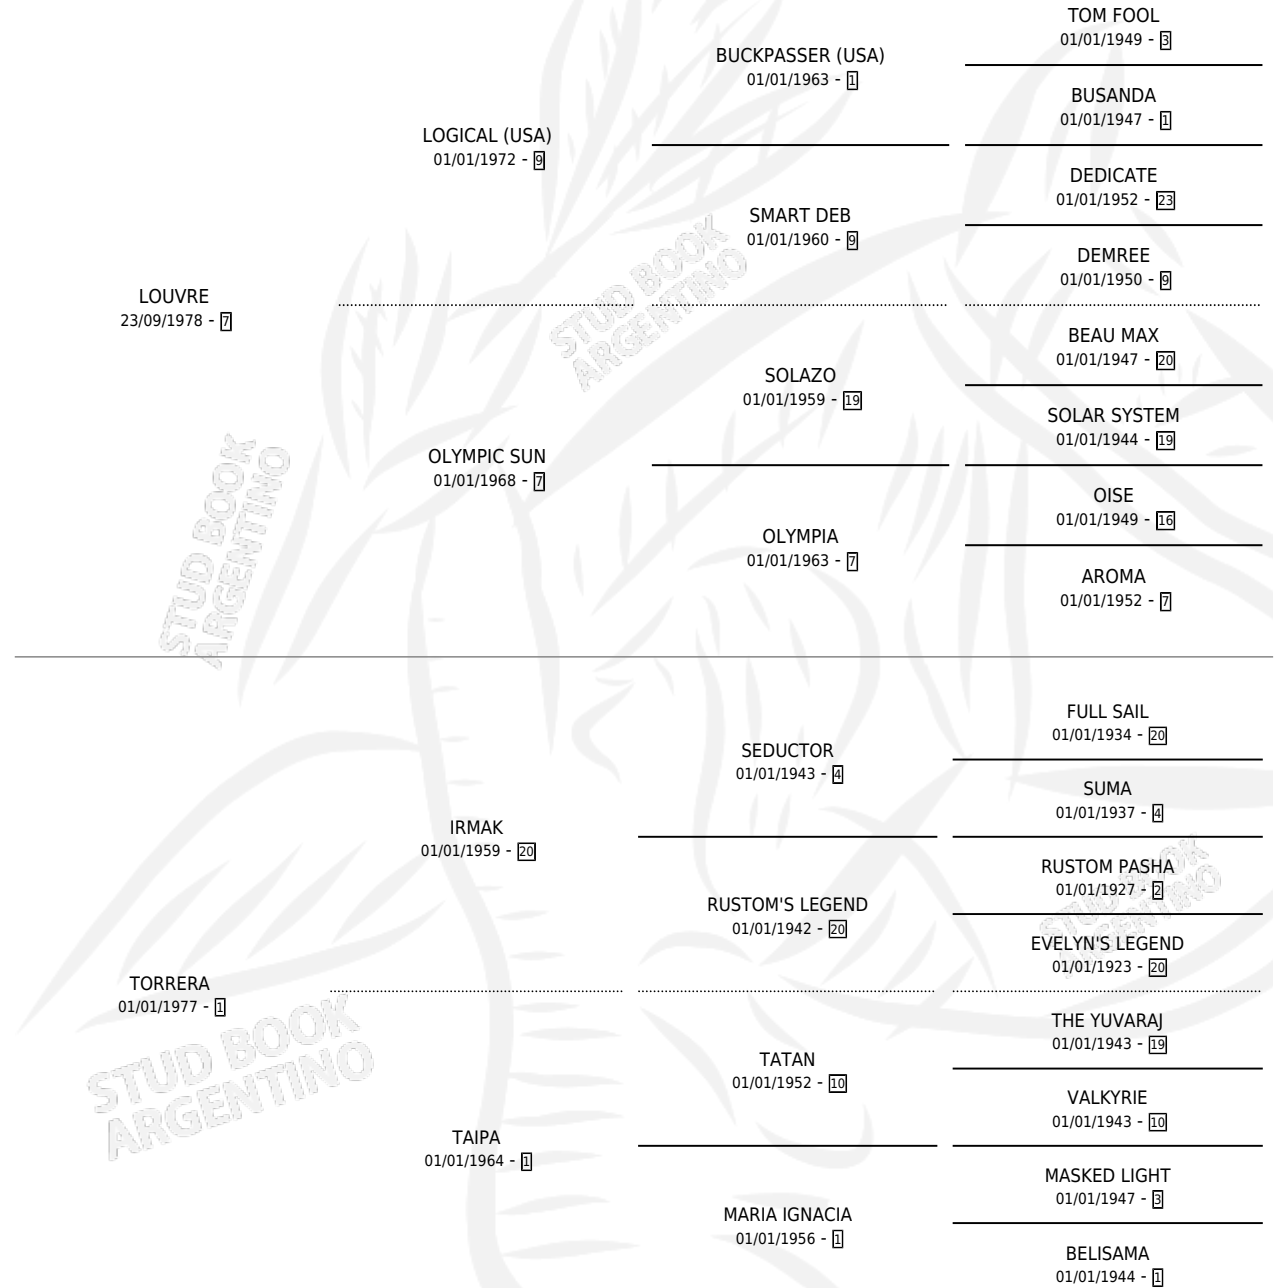 TOM FOOL
01/01/1949 - 3
BUCKPASSER (USA)
01/01/1963 - 1
BUSANDA
01/01/1947 - 1
LOGICAL (USA)
01/01/1972 - 9
DEDICATE
01/01/1952 - 23
SMART DEB
01/01/1960 - 9
DEMREE
01/01/1950 - 9
LOUVRE
23/09/1978 - 7
BEAU MAX
01/01/1947 - 20
SOLAZO
01/01/1959 - 19
SOLAR SYSTEM
01/01/1944 - 19
OLYMPIC SUN
01/01/1968 - 7
OISE
01/01/1949 - 16
OLYMPIA
01/01/1963 - 7
AROMA
01/01/1952 - 7
FULL SAIL
01/01/1934 - 20
SEDUCTOR
01/01/1943 - 4
SUMA
01/01/1937 - 4
IRMAK
01/01/1959 - 20
RUSTOM PASHA
01/01/1927 - 2
RUSTOM'S LEGEND
01/01/1942 - 20
EVELYN'S LEGEND
01/01/1923 - 20
TORRERA
01/01/1977 - 1
THE YUVARAJ
01/01/1943 - 19
TATAN
01/01/1952 - 10
VALKYRIE
01/01/1943 - 10
TAIPA
01/01/1964 - 1
MASKED LIGHT
01/01/1947 - 3
MARIA IGNACIA
01/01/1956 - 1
BELISAMA
01/01/1944 - 1
STUD BOOK
ARGENTINO
STUD BOOK
ARGENTINO
STUD BOOK
ARGENTINO
STUD BOOK
ARGENTINO